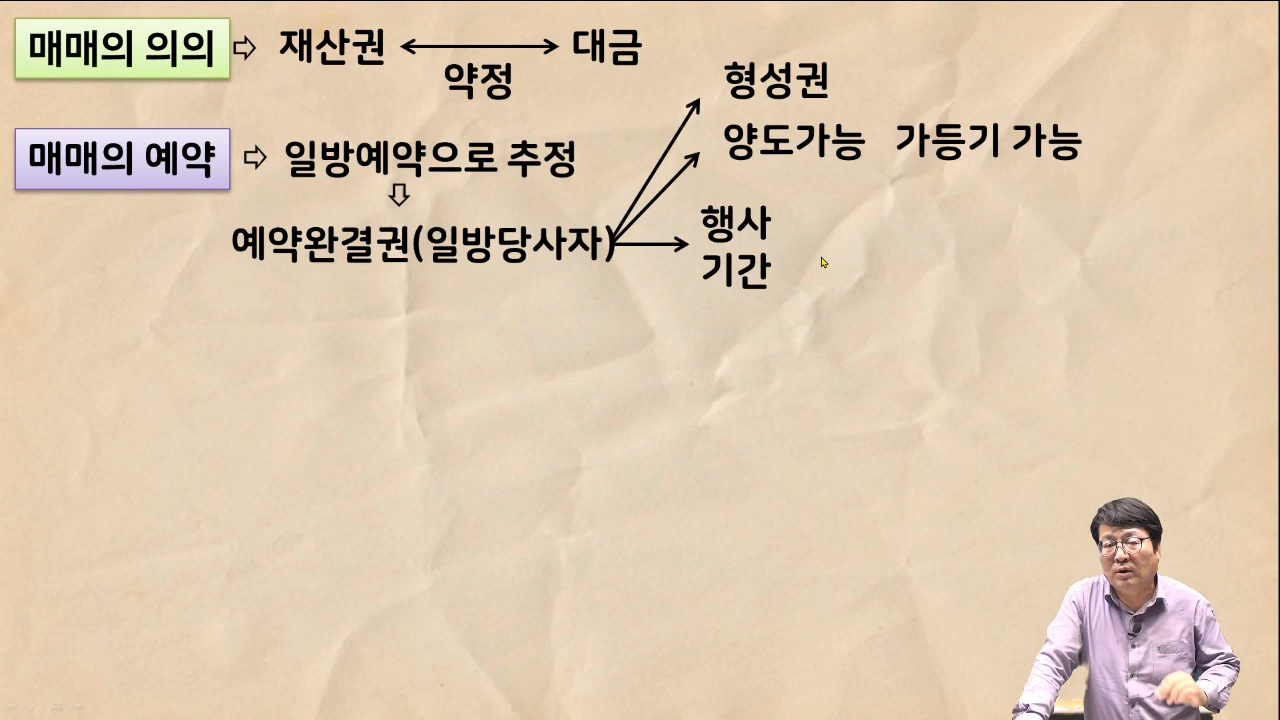 매매의 의의 ⇨ 재산권 ↔ 대금
약정
형성권
양도가능 가등기 가능
매매의 예약 ⇨ 일방예약으로 추정
예약완결권(일방당사자)
행사
기간